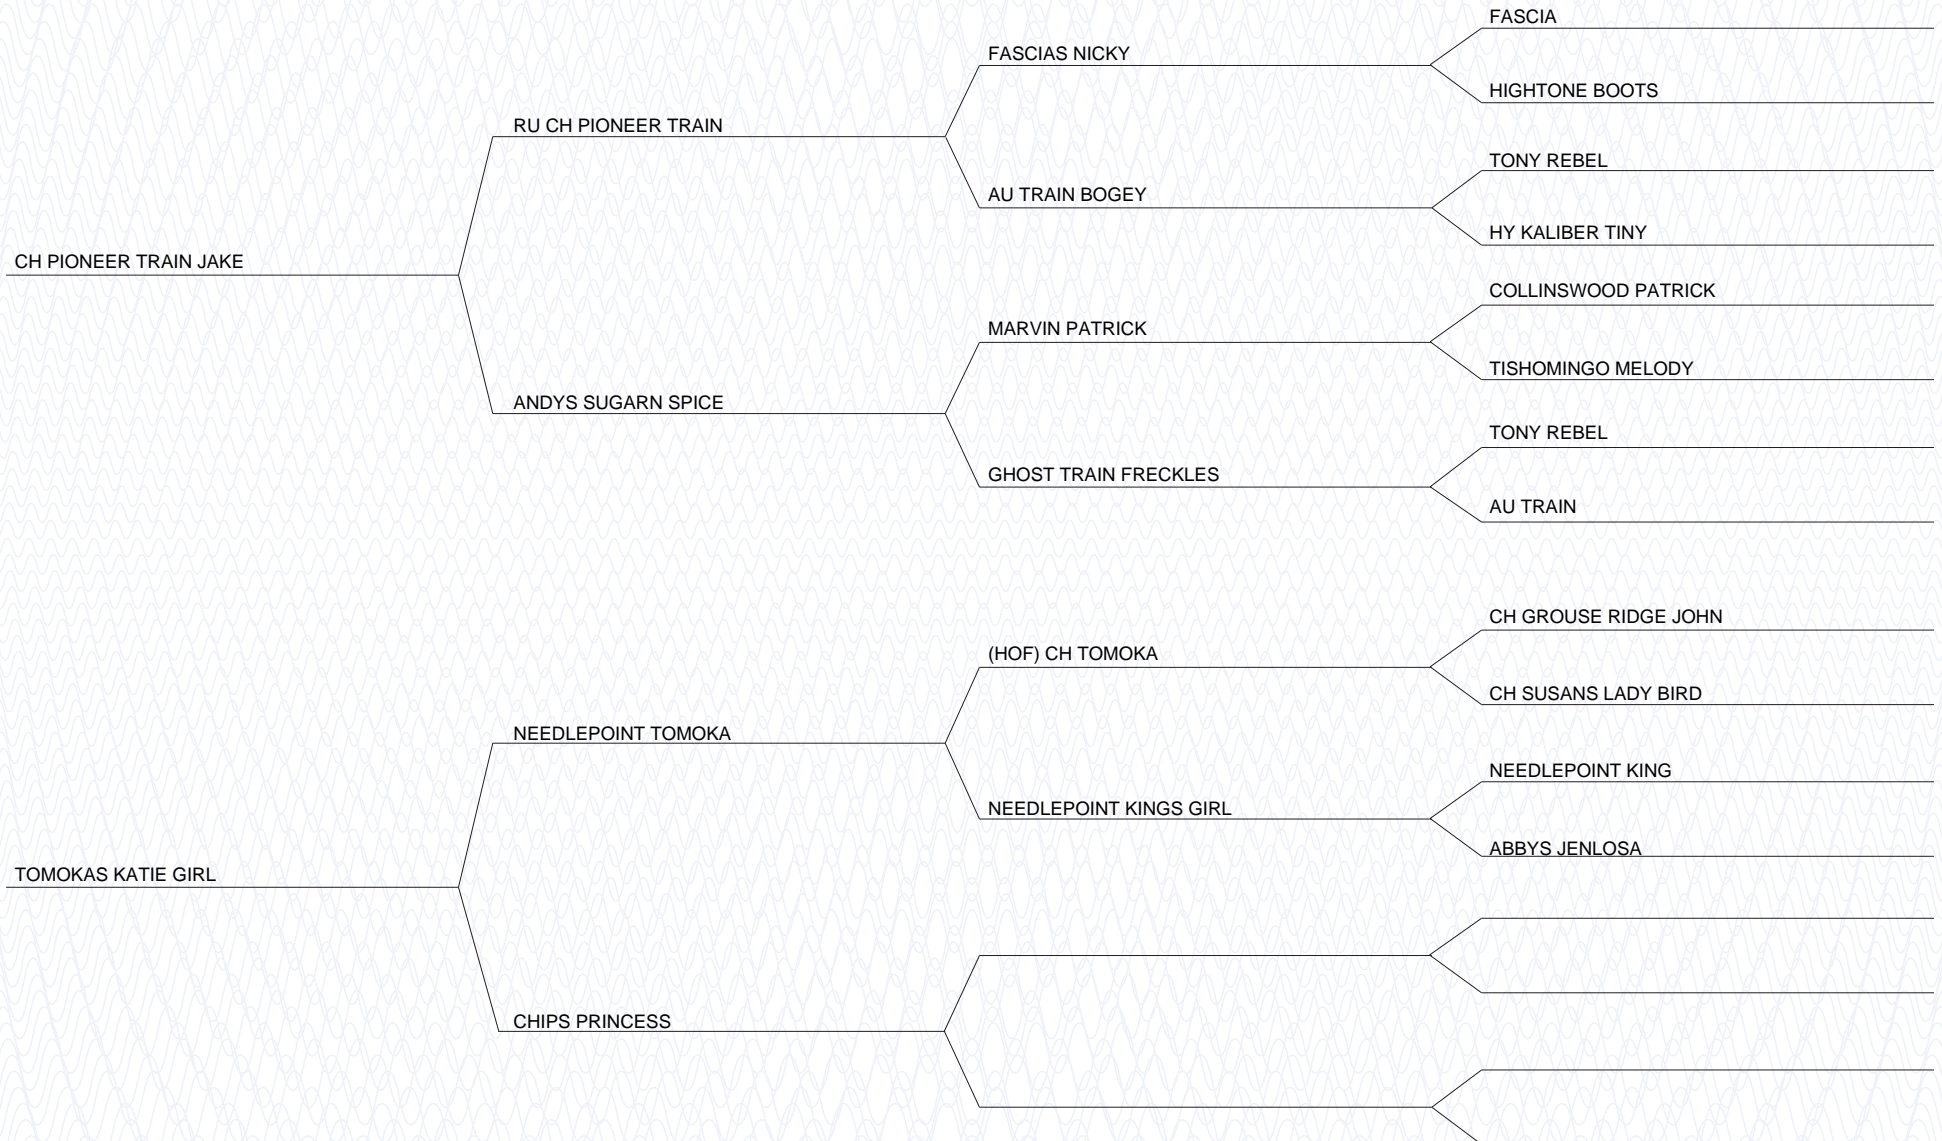 FASCIA
FASCIAS NICKY
HIGHTONE BOOTS
RU CH PIONEER TRAIN
TONY REBEL
AU TRAIN BOGEY
HY KALIBER TINY
CH PIONEER TRAIN JAKE
COLLINSWOOD PATRICK
MARVIN PATRICK
TISHOMINGO MELODY
ANDYS SUGARN SPICE
TONY REBEL
GHOST TRAIN FRECKLES
AU TRAIN
CH GROUSE RIDGE JOHN
(HOF) CH TOMOKA
CH SUSANS LADY BIRD
NEEDLEPOINT TOMOKA
NEEDLEPOINT KING
NEEDLEPOINT KINGS GIRL
ABBYS JENLOSA
TOMOKAS KATIE GIRL
CHIPS PRINCESS